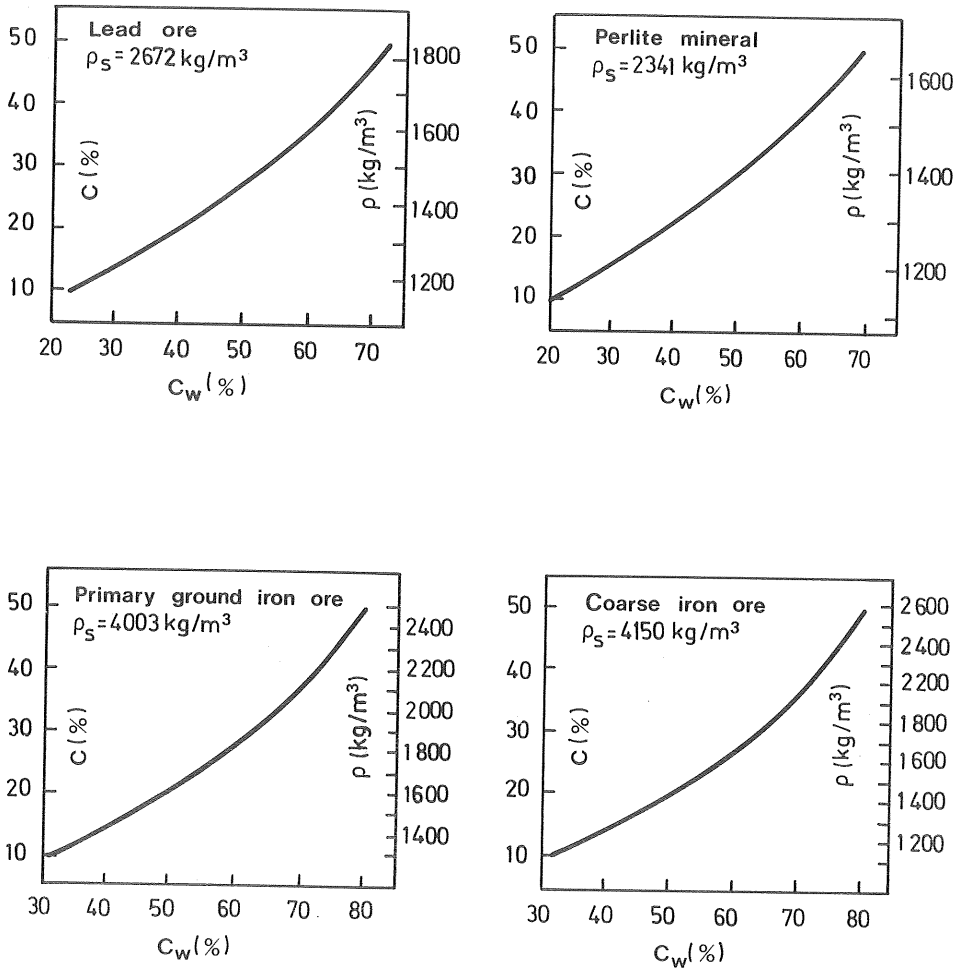 Lead ore
ρs=2672 kg/m³
50
40
30
20
10
C (%)
1800
1600
1400
1200
ρ (kg/m³)
20 30 40 50 60 70
Cw (%)
Perlite mineral
ρs=2341 kg/m³
50
40
30
20
10
C (%)
1600
1400
1200
ρ (kg/m³)
20 30 40 50 60 70
Cw (%)
Primary ground iron ore
ρs=4003 kg/m³
50
40
30
20
10
C (%)
2400
2200
2000
1800
1600
1400
ρ (kg/m³)
30 40 50 60 70 80
Cw (%)
Coarse iron ore
ρs=4150 kg/m³
50
40
30
20
10
C (%)
2600
2400
2200
2000
1800
1600
1400
1200
ρ (kg/m³)
30 40 50 60 70 80
Cw (%)